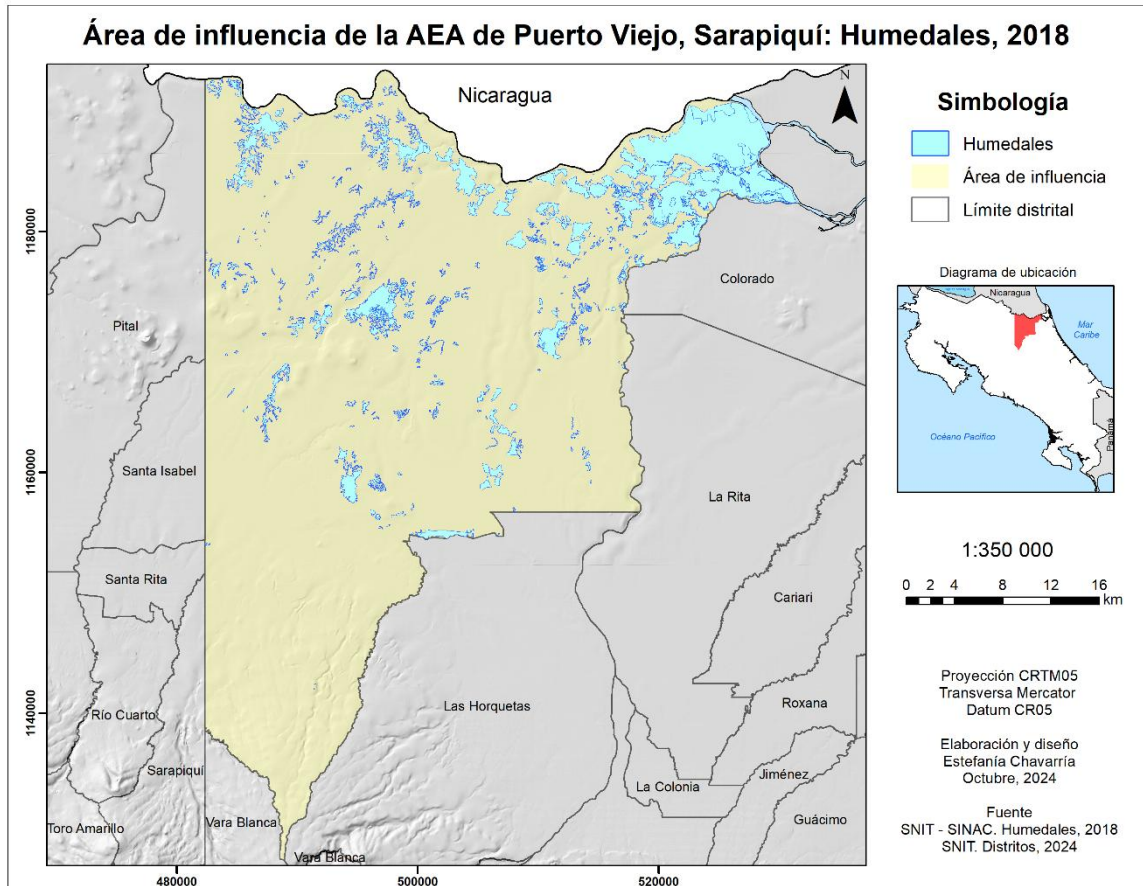 Área de influencia de la AEA de Puerto Viejo, Sarapiquí: Humedales, 2018
Nicaragua
N
Pital
Colorado
Santa Isabel
La Rita
Santa Rita
Cariari
Las Horquetas
Roxana
Río Cuarto
Sarapiquí
La Colonia
Jiménez
Toro Amarillo
Vara Blanca
Guácimo
Vara Blanca
1180000
1160000
1140000
480000
500000
520000
Simbología
Humedales
Área de influencia
Límite distrital
Diagrama de ubicación
Nicaragua
Mar
Caribe
Océano Pacífico
Panamá
1:350 000
0 2 4 8 12 16
km
Proyección CRTM05
Transversa Mercator
Datum CR05
Elaboración y diseño
Estefanía Chavarría
Octubre, 2024
Fuente
SNIT - SINAC. Humedales, 2018
SNIT. Distritos, 2024